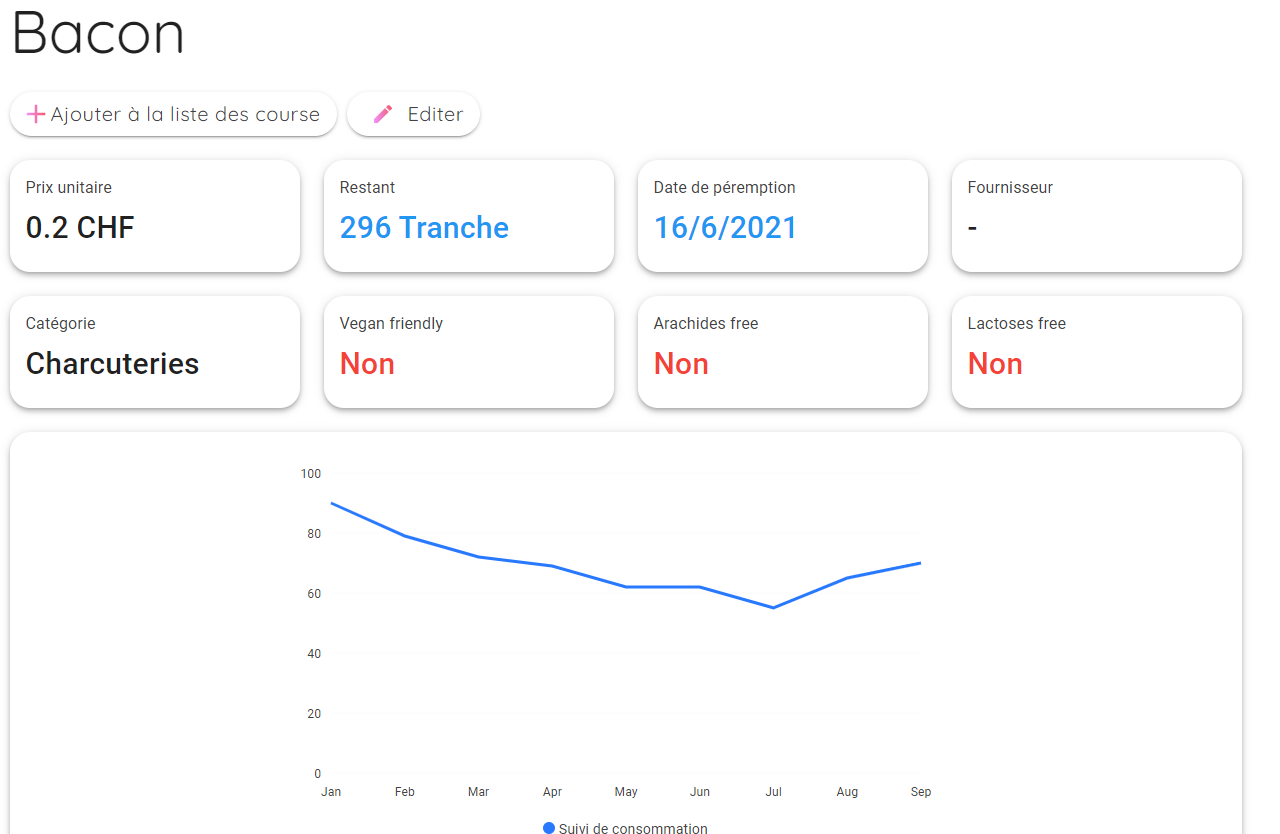 Bacon
Ajouter à la liste des course
Editer
Prix unitaire
0.2 CHF
Restant
296 Tranche
Date de péremption
16/6/2021
Fournisseur
-
Catégorie
Charcuteries
Vegan friendly
Non
Arachides free
Non
Lactoses free
Non
100
80
60
40
20
0
Jan Feb Mar Apr May Jun Jul Aug Sep
Suivi de consommation